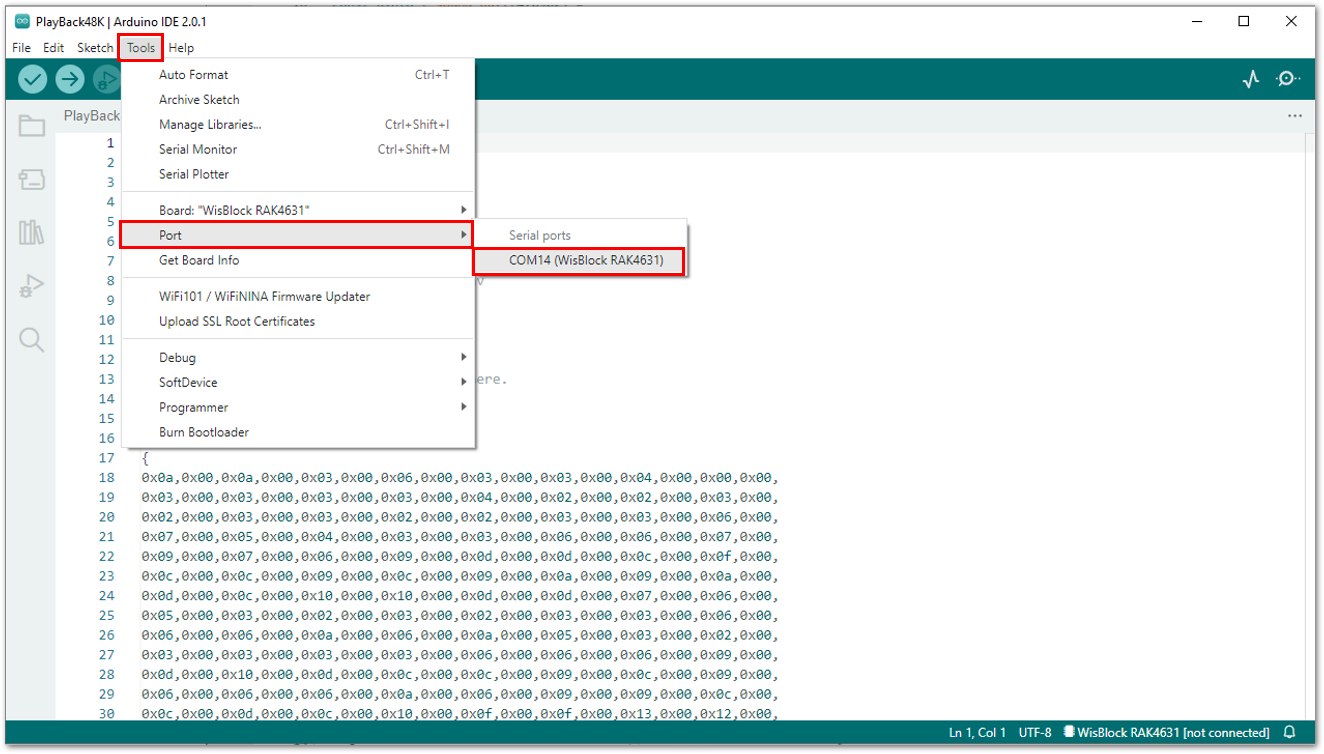 PlayBack48K | Arduino IDE 2.0.1
File Edit Sketch Tools Help
PlayBack
Auto Format Ctrl+T
Archive Sketch
Manage Libraries... Ctrl+Shift+I
Serial Monitor Ctrl+Shift+M
Serial Plotter
Board: "WisBlock RAK4631"
Port
Serial ports
COM14 (WisBlock RAK4631)
Get Board Info
WiFi101 / WiFiNINA Firmware Updater
Upload SSL Root Certificates
Debug
SoftDevice
Programmer
Burn Bootloader
1
2
3
4
5
6
7
8 v
9
10
11
12
13 ere.
14
15
16
17 {
18 0x0a,0x00,0x0a,0x00,0x03,0x00,0x06,0x00,0x03,0x00,0x03,0x00,0x04,0x00,0x00,0x00,
19 0x03,0x00,0x03,0x00,0x03,0x00,0x03,0x00,0x04,0x00,0x02,0x00,0x02,0x00,0x03,0x00,
20 0x02,0x00,0x03,0x00,0x03,0x00,0x02,0x00,0x02,0x00,0x03,0x00,0x03,0x00,0x06,0x00,
21 0x07,0x00,0x05,0x00,0x04,0x00,0x03,0x00,0x03,0x00,0x06,0x00,0x06,0x00,0x07,0x00,
22 0x09,0x00,0x07,0x00,0x06,0x00,0x09,0x00,0x0d,0x00,0x0d,0x00,0x0c,0x00,0x0f,0x00,
23 0x0c,0x00,0x0c,0x00,0x09,0x00,0x0c,0x00,0x09,0x00,0x0a,0x00,0x09,0x00,0x0a,0x00,
24 0x0d,0x00,0x0c,0x00,0x10,0x00,0x10,0x00,0x0d,0x00,0x0d,0x00,0x07,0x00,0x06,0x00,
25 0x05,0x00,0x03,0x00,0x02,0x00,0x03,0x00,0x02,0x00,0x03,0x00,0x03,0x00,0x06,0x00,
26 0x06,0x00,0x06,0x00,0x0a,0x00,0x06,0x00,0x0a,0x00,0x05,0x00,0x03,0x00,0x02,0x00,
27 0x03,0x00,0x03,0x00,0x03,0x00,0x03,0x00,0x06,0x00,0x06,0x00,0x06,0x00,0x09,0x00,
28 0x0d,0x00,0x10,0x00,0x0d,0x00,0x0c,0x00,0x0c,0x00,0x09,0x00,0x0c,0x00,0x09,0x00,
29 0x06,0x00,0x06,0x00,0x06,0x00,0x0a,0x00,0x06,0x00,0x09,0x00,0x09,0x00,0x0c,0x00,
30 0x0c,0x00,0x0d,0x00,0x0c,0x00,0x10,0x00,0x0f,0x00,0x0f,0x00,0x13,0x00,0x12,0x00,
Ln 1, Col 1 UTF-8 WisBlock RAK4631 [not connected]